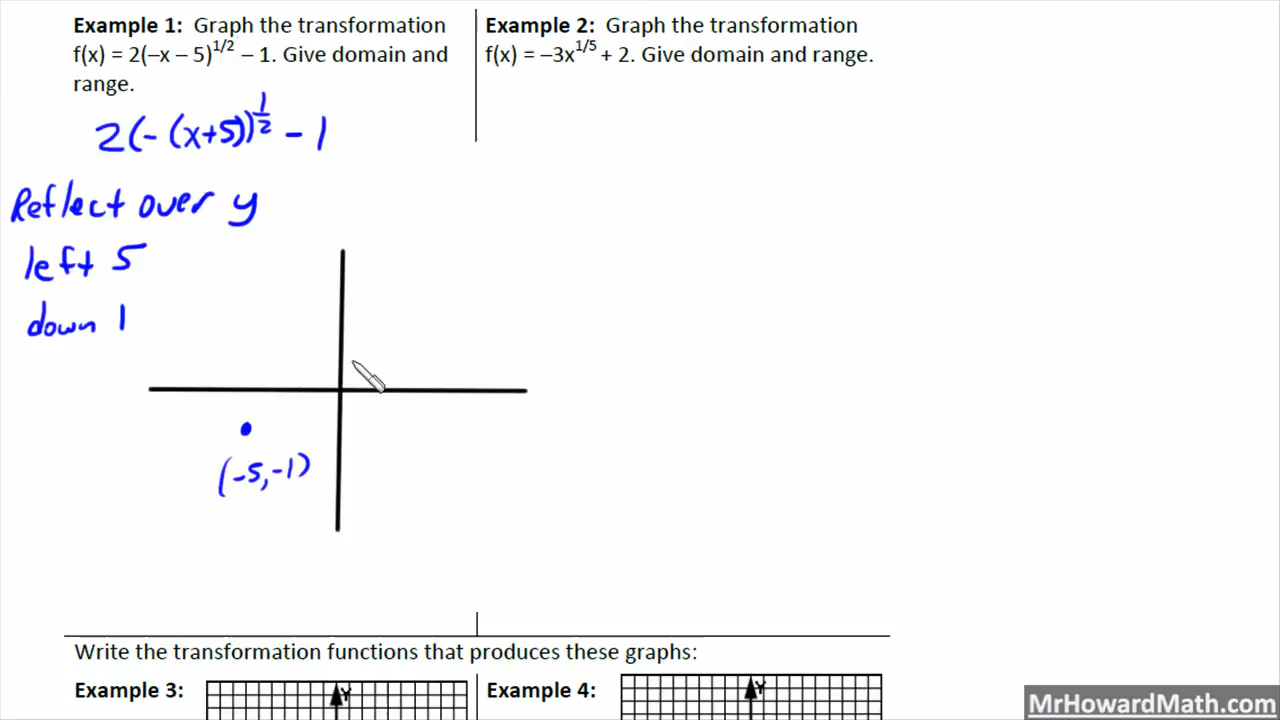 Example 1: Graph the transformation
f(x) = 2(–x – 5)^1/2 – 1. Give domain and
range.
2(-(x+5))^1/2 - 1
Reflect over y
left 5
down 1
(-5,-1)
Example 2: Graph the transformation
f(x) = –3x^1/5 + 2. Give domain and range.
Write the transformation functions that produces these graphs:
Example 3:
Y
Example 4:
Y
MrHowardMath.com